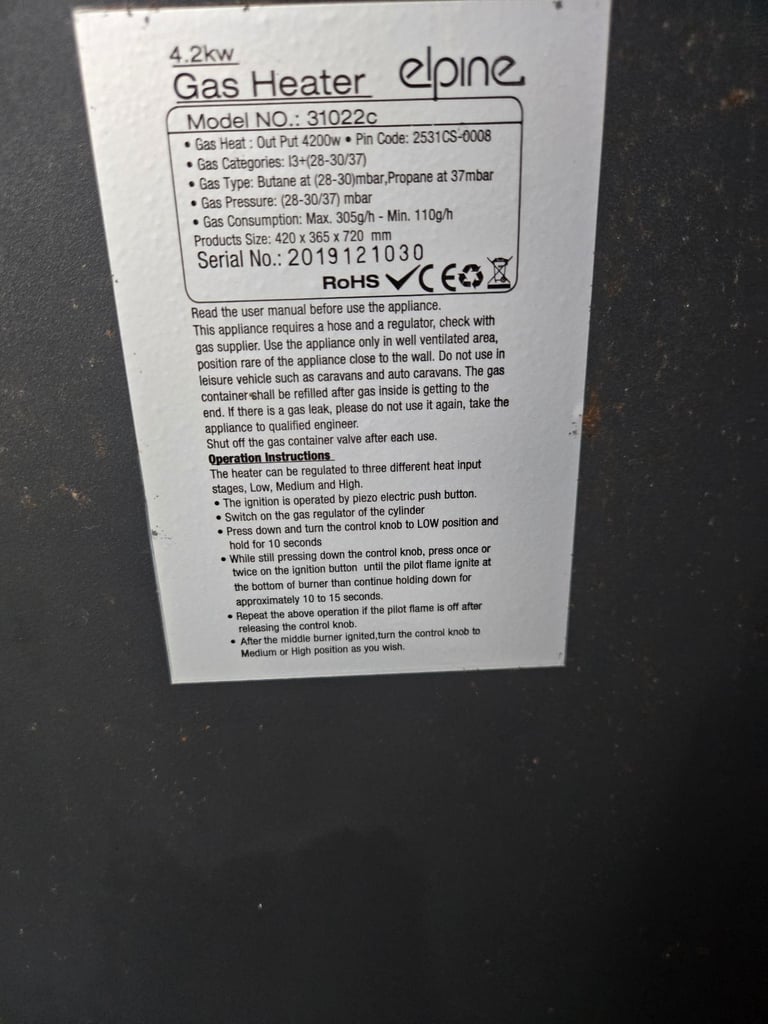 4.2kw
Gas Heater elpine
Model NO.: 31022c
• Gas Heat : Out Put 4200w • Pin Code: 2531CS-0008
• Gas Categories: I3+(28-30/37)
• Gas Type: Butane at (28-30)mbar,Propane at 37mbar
• Gas Pressure: (28-30/37) mbar
• Gas Consumption: Max. 305g/h - Min. 110g/h
Products Size: 420 x 365 x 720 mm
Serial No.: 2019121030
RoHS CE
Read the user manual before use the appliance.
This appliance requires a hose and a regulator, check with
gas supplier. Use the appliance only in well ventilated area,
position rare of the appliance close to the wall. Do not use in
leisure vehicle such as caravans and auto caravans. The gas
container shall be refilled after gas inside is getting to the
end. If there is a gas leak, please do not use it again, take the
appliance to qualified engineer.
Shut off the gas container valve after each use.
Operation Instructions
The heater can be regulated to three different heat input
stages, Low, Medium and High.
• The ignition is operated by piezo electric push button.
• Switch on the gas regulator of the cylinder
• Press down and turn the control knob to LOW position and
hold for 10 seconds
• While still pressing down the control knob, press once or
twice on the ignition button until the pilot flame ignite at
the bottom of burner than continue holding down for
approximately 10 to 15 seconds.
• Repeat the above operation if the pilot flame is off after
releasing the control knob.
• After the middle burner ignited,turn the control knob to
Medium or High position as you wish.